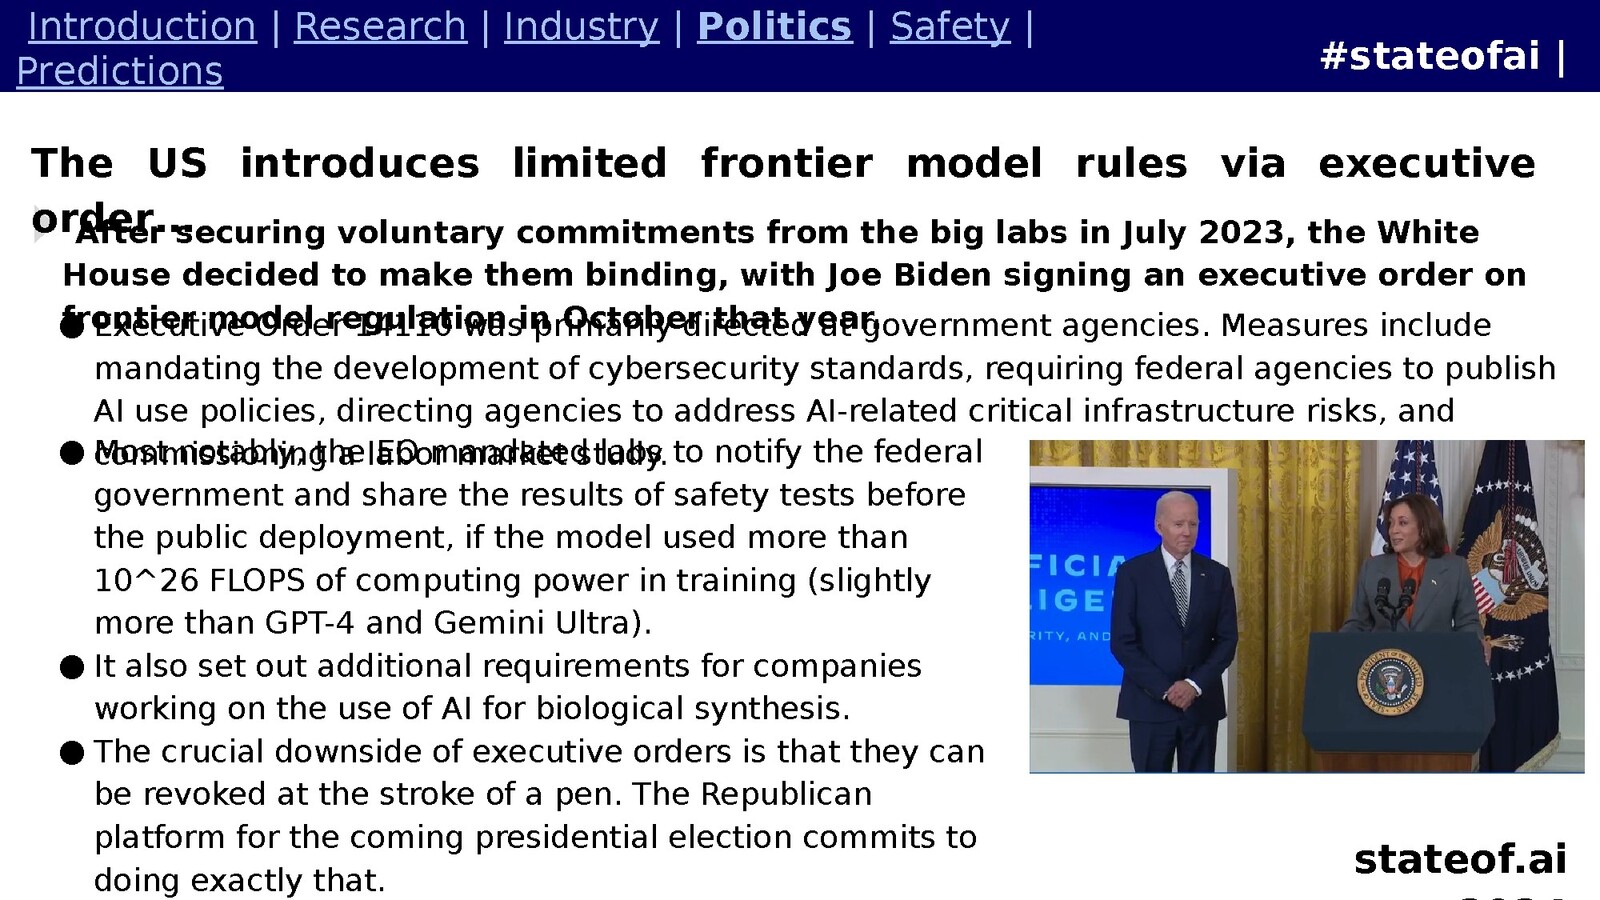 Introduction | Research | Industry | Politics | Safety |
Predictions
#stateofai |
The US introduces limited frontier model rules via executive
order...
After securing voluntary commitments from the big labs in July 2023, the White
House decided to make them binding, with Joe Biden signing an executive order on
frontier model regulation in October that year.
● Executive Order 14110 was primarily directed at government agencies. Measures include
mandating the development of cybersecurity standards, requiring federal agencies to publish
AI use policies, directing agencies to address AI-related critical infrastructure risks, and
commissioning a labor market study.
● Most notably, the EO mandated labs to notify the federal
government and share the results of safety tests before
the public deployment, if the model used more than
10^26 FLOPS of computing power in training (slightly
more than GPT-4 and Gemini Ultra).
● It also set out additional requirements for companies
working on the use of AI for biological synthesis.
● The crucial downside of executive orders is that they can
be revoked at the stroke of a pen. The Republican
platform for the coming presidential election commits to
doing exactly that.
FICIA
LIGE
RITY, AND
stateof.ai